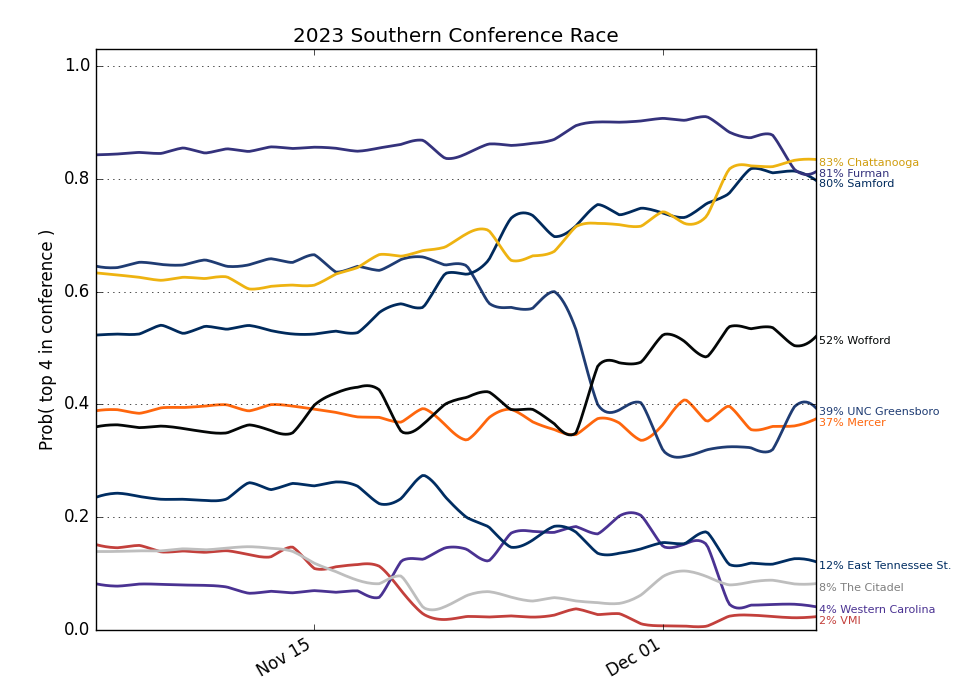 2023 Southern Conference Race
Prob( top 4 in conference )
1.0
0.8
0.6
0.4
0.2
0.0
Nov 15
Dec 01
83% Chattanooga
81% Furman
80% Samford
52% Wofford
39% UNC Greensboro
37% Mercer
12% East Tennessee St.
8% The Citadel
4% Western Carolina
2% VMI